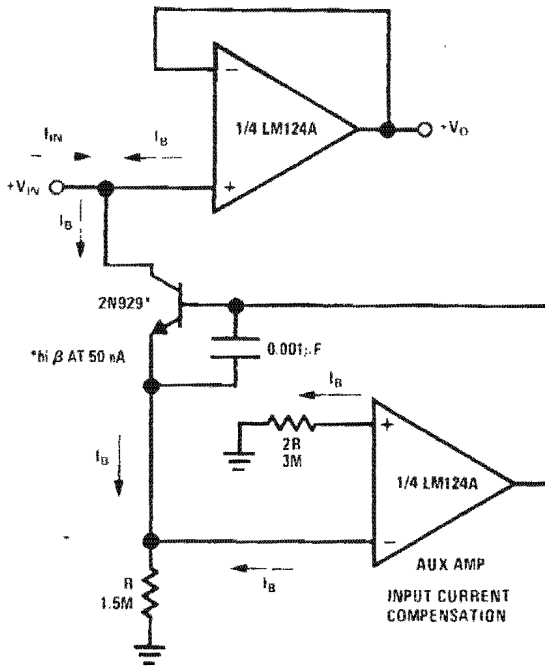 −
1/4 LM124A
+VO
IIN
IB
+
+VIN
IB
2N929*
*hi β AT 50 nA
0.001μF
IB
2R
3M
+
1/4 LM124A
−
IB
IB
R
1.5M
AUX AMP
INPUT CURRENT
COMPENSATION